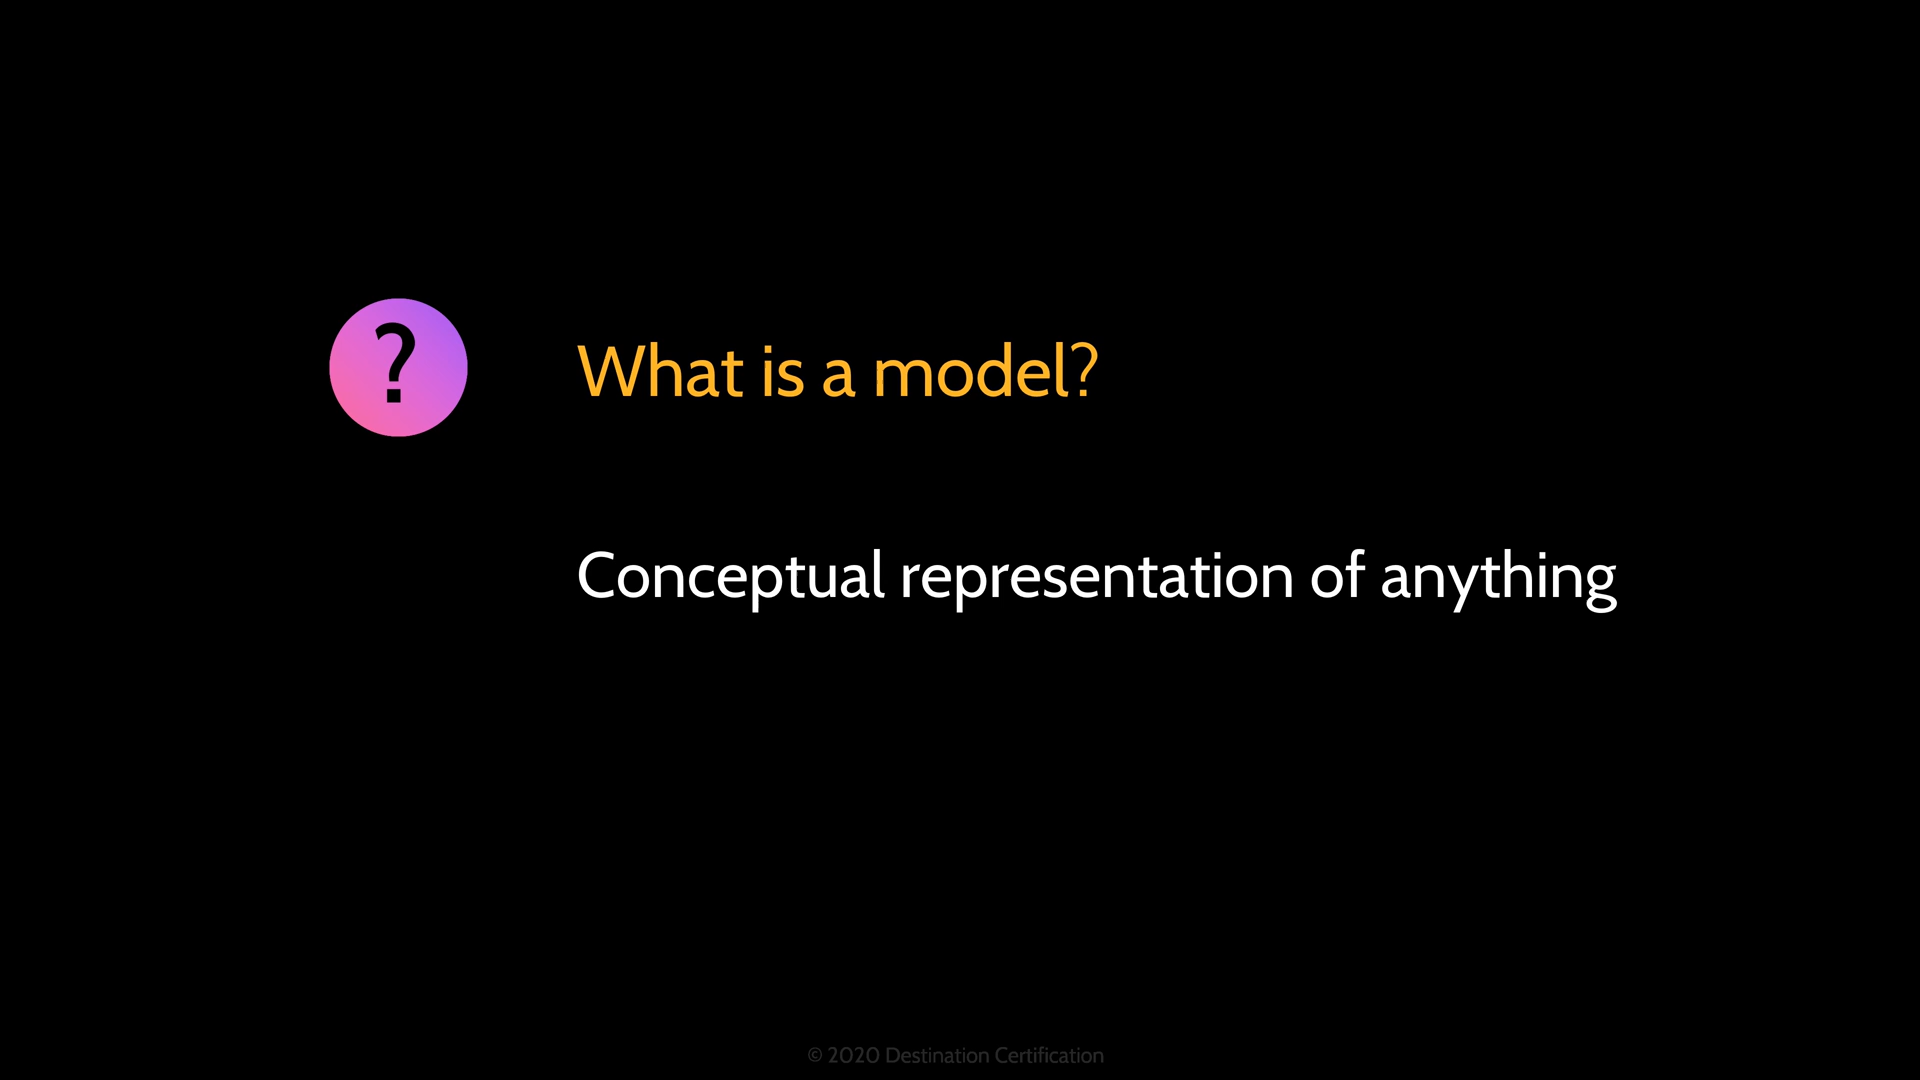 ?
What is a model?
Conceptual representation of anything
© 2020 Destination Certification